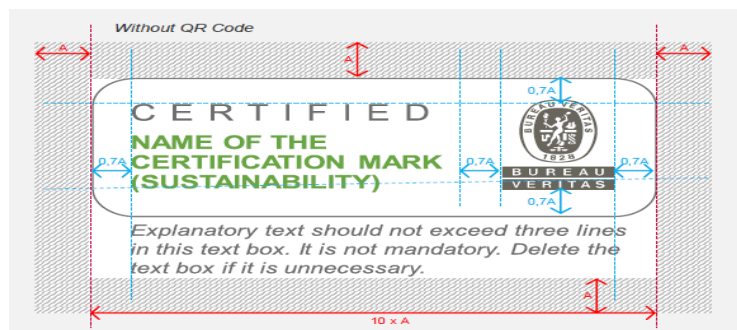 Without QR Code
A
A
A
0,7A
CERTIFIED
BUREAU VERITAS
1828
NAME OF THE
CERTIFICATION MARK
(SUSTAINABILITY)
0,7A
0,7A
0,7A
BUREAU
VERITAS
0,7A
Explanatory text should not exceed three lines
in this text box. It is not mandatory. Delete the
text box if it is unnecessary.
A
10 x A